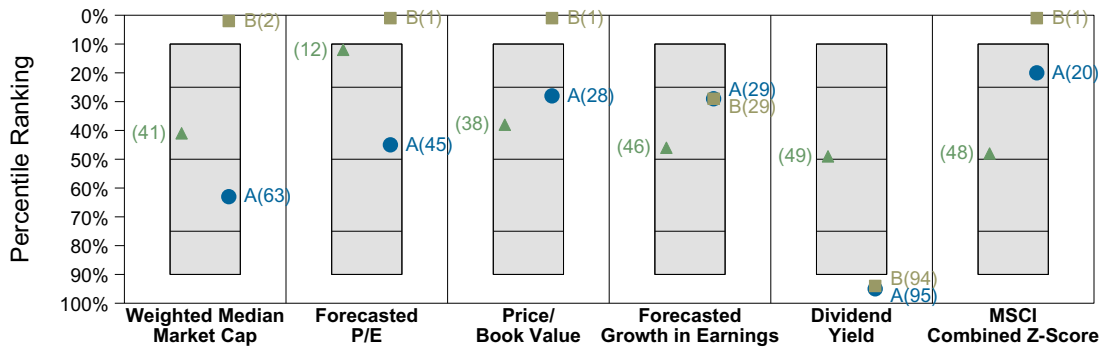 Percentile Ranking
0%
10%
20%
30%
40%
50%
60%
70%
80%
90%
100%
B(2)
(41)
A(63)
Weighted Median
Market Cap
B(1)
(12)
A(45)
Forecasted
P/E
B(1)
A(28)
(38)
Price/
Book Value
A(29)
B(29)
(46)
Forecasted
Growth in Earnings
(49)
B(94)
A(95)
Dividend
Yield
B(1)
A(20)
(48)
MSCI
Combined Z-Score